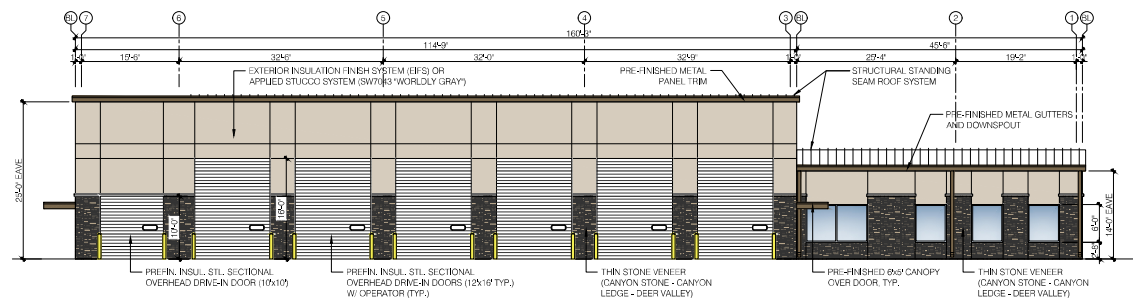 BL 7 6 5 4 3 BL 2 1 BL
160'-3"
114'-9" 45'-6"
15'-6" 32'-6" 32'-0" 32'-9" 25'-4" 19'-2"
EXTERIOR INSULATION FINISH SYSTEM (EIFS) OR
APPLIED STUCCO SYSTEM (SW7043 "WORLDLY GRAY")
PRE-FINISHED METAL
PANEL TRIM
STRUCTURAL STANDING
SEAM ROOF SYSTEM
PRE-FINISHED METAL GUTTERS
AND DOWNSPOUT
25'-0" EAVE
10'-0"
16'-0"
6'-0"
2'-8"
14'-0" EAVE
PREFIN. INSUL. STL. SECTIONAL
OVERHEAD DRIVE-IN DOOR (10'x10')
PREFIN. INSUL. STL. SECTIONAL
OVERHEAD DRIVE-IN DOORS (12'x16' TYP.)
W/ OPERATOR (TYP.)
THIN STONE VENEER
(CANYON STONE - CANYON
LEDGE - DEER VALLEY)
PRE-FINISHED 6'x5' CANOPY
OVER DOOR, TYP.
THIN STONE VENEER
(CANYON STONE - CANYON
LEDGE - DEER VALLEY)